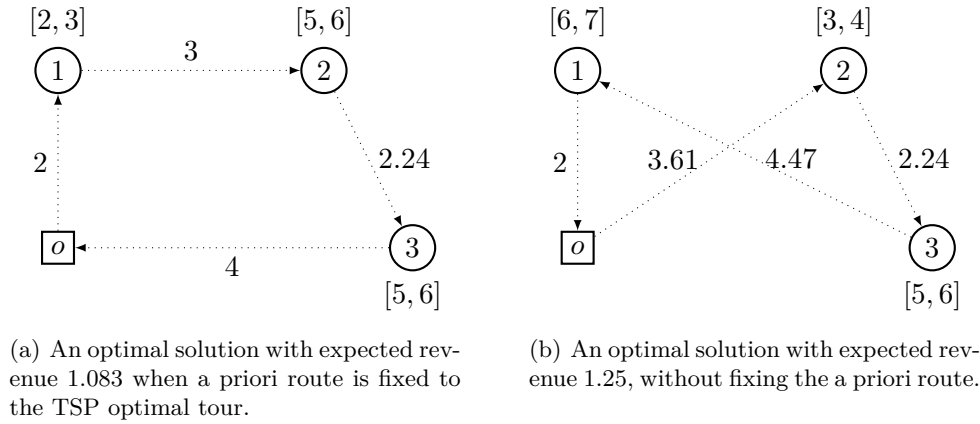 [2, 3]
[5, 6]
1
3
2
2
2.24
o
4
3
[5, 6]
[6, 7]
[3, 4]
1
2
2
3.61
4.47
2.24
o
3
[5, 6]
(a) An optimal solution with expected rev-
enue 1.083 when a priori route is fixed to
the TSP optimal tour.
(b) An optimal solution with expected rev-
enue 1.25, without fixing the a priori route.